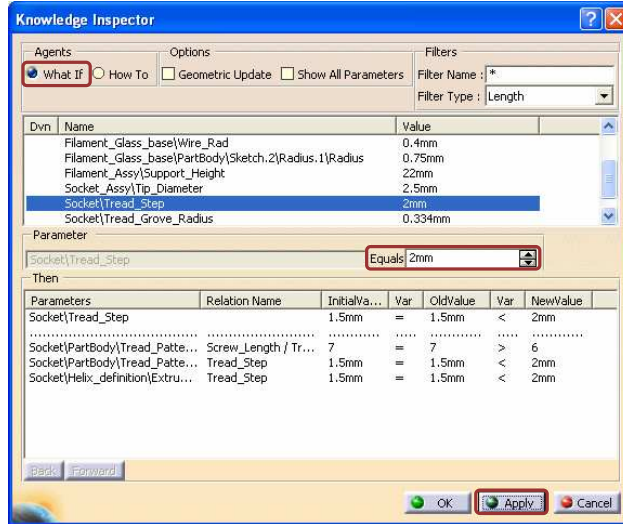 Knowledge Inspector
Agents Options Filters
What If How To Geometric Update Show All Parameters Filter Name : *
Filter Type : Length
Dvn Name Value
Filament_Glass_base\Wire_Rad 0.4mm
Filament_Glass_base\PartBody\Sketch.2\Radius.1\Radius 0.75mm
Filament_Assy\Support_Height 22mm
Socket_Assy\Tip_Diameter 2.5mm
Socket\Tread_Step 2mm
Socket\Tread_Grove_Radius 0.334mm
Parameter
Socket\Tread_Step Equals 2mm
Then
Parameters Relation Name InitialVa... Var OldValue Var NewValue
Socket\Tread_Step 1.5mm = 1.5mm < 2mm
Socket\PartBody\Tread_Patte... Screw_Length / Tr... 7 = 7 > 6
Socket\PartBody\Tread_Patte... Tread_Step 1.5mm = 1.5mm < 2mm
Socket\Helix_definition\Extru... Tread_Step 1.5mm = 1.5mm < 2mm
Back Forward
OK Apply Cancel